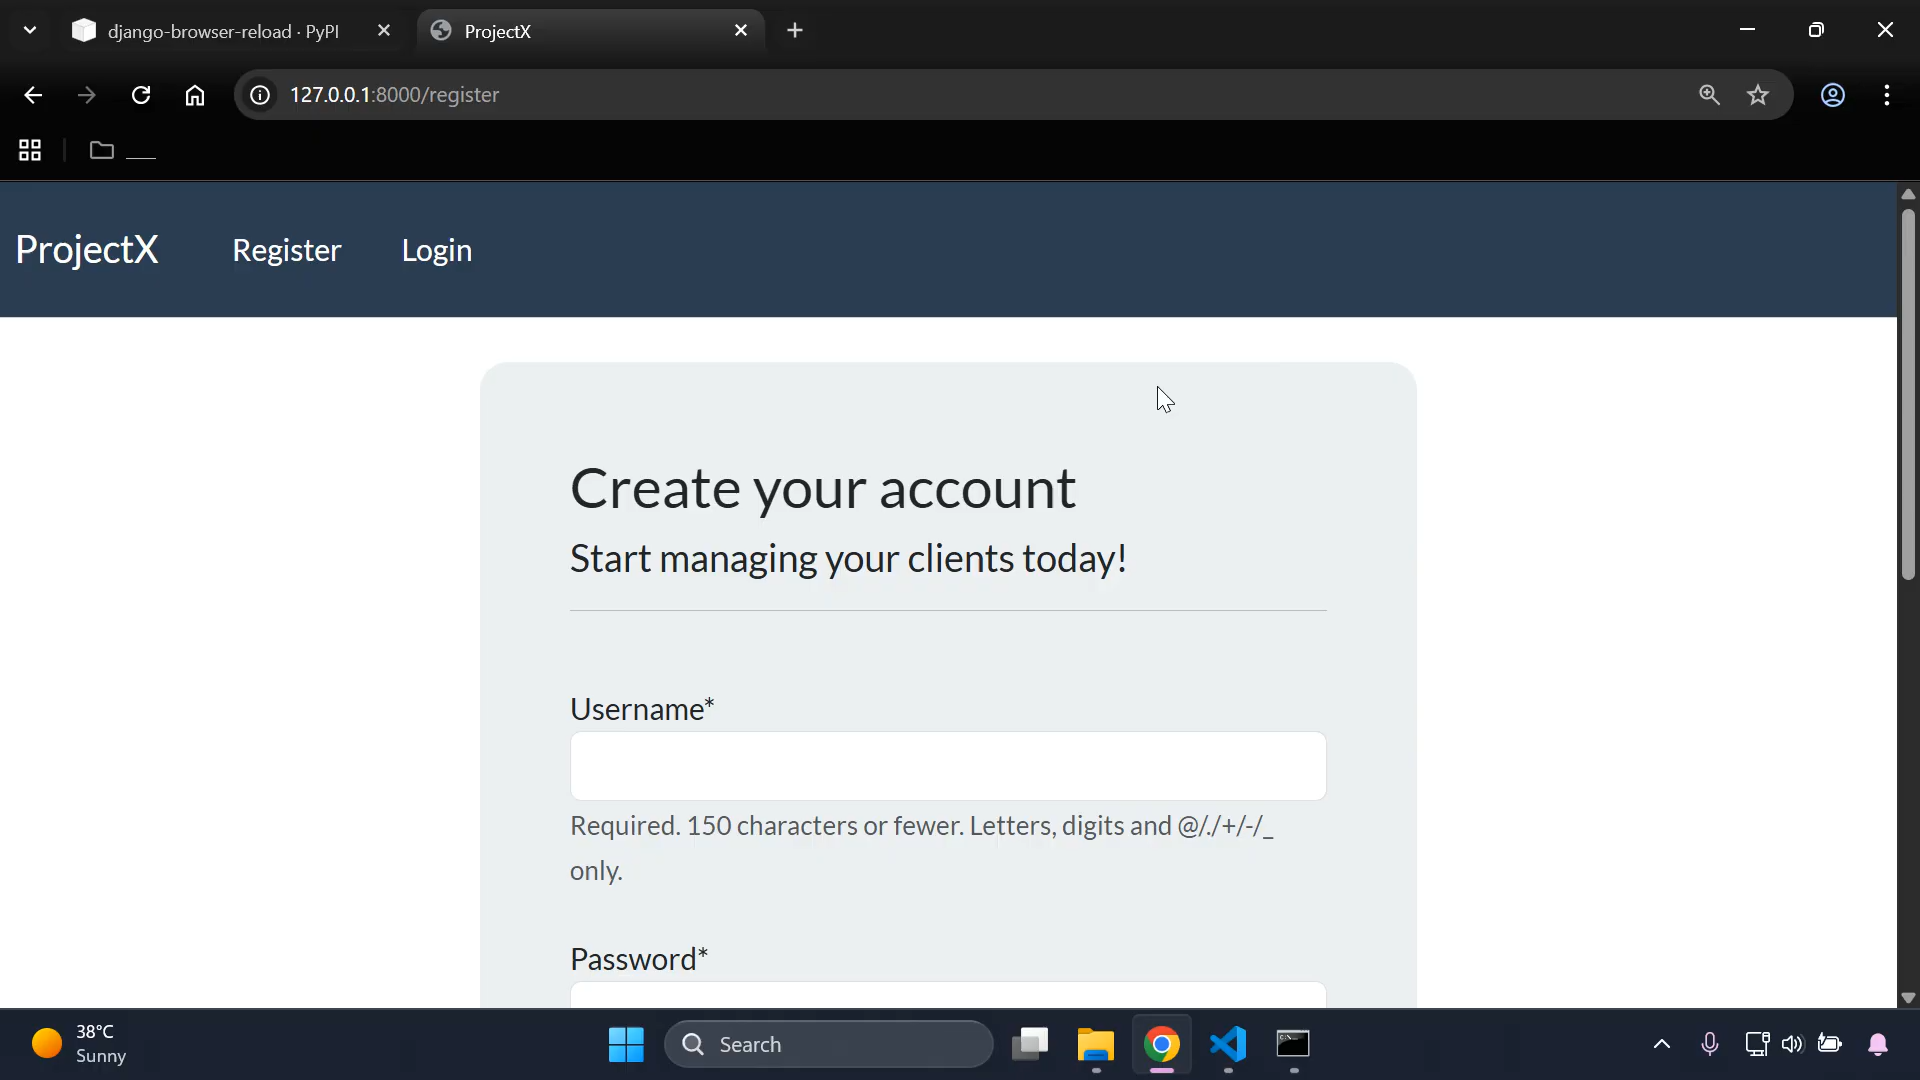 django-browser-reload · PyPI
ProjectX
127.0.0.1:8000/register
___
ProjectX Register Login
Create your account
Start managing your clients today!
Username*
Required. 150 characters or fewer. Letters, digits and @/./+/-/_
only.
Password*
38°C
Sunny
Search